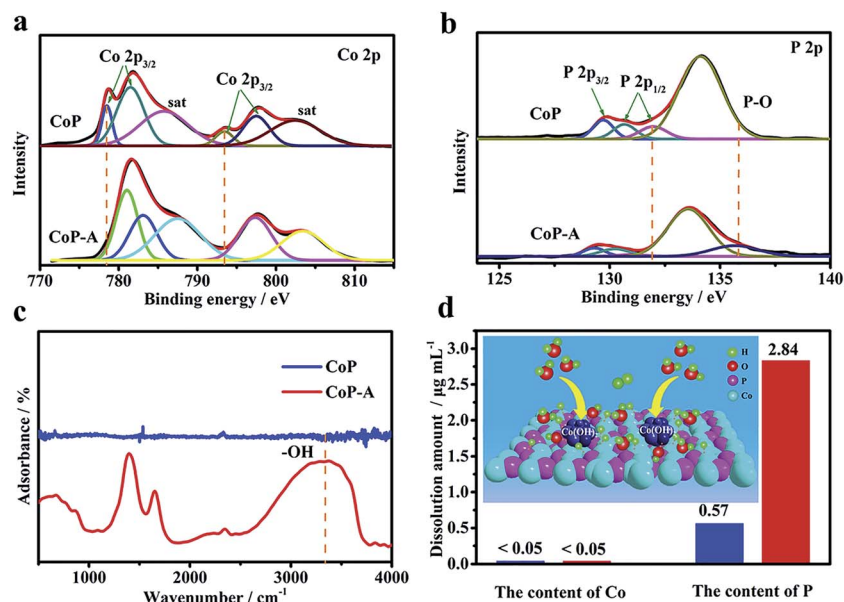 a
Co 2p
Co 2p3/2
Co 2p3/2
CoP
sat
sat
CoP-A
Intensity
770 780 790 800 810
Binding energy / eV
b
P 2p
P 2p3/2
P 2p1/2
P-O
CoP
CoP-A
Intensity
125 130 135 140
Binding energy / eV
c
CoP
CoP-A
-OH
Adsorbance / %
1000 2000 3000 4000
Wavenumber / cm-1
d
Dissolution amount / μg mL-1
3.0
2.5
2.0
1.5
1.0
0.5
0.0
H
O
P
Co
Co(OH)2
Co(OH)2
< 0.05
< 0.05
0.57
2.84
The content of Co
The content of P